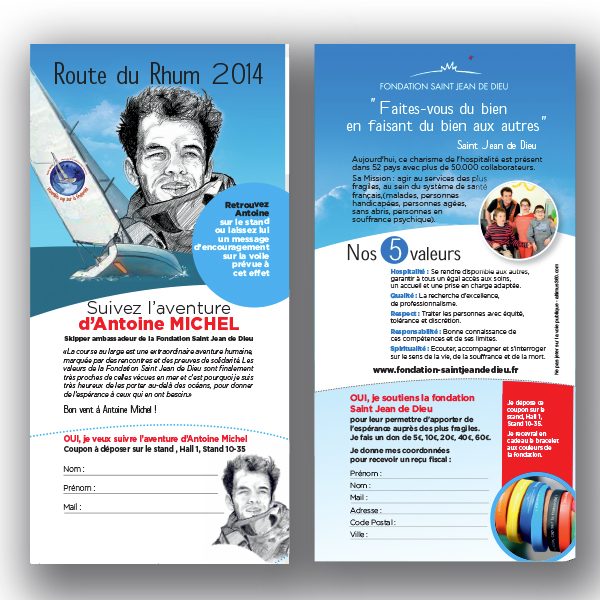 Route du Rhum 2014
Retrouvez
Antoine
sur le stand
ou laissez lui
un message
d'encouragement
sur la voile
prévue à
cet effet
Suivez l'aventure
d'Antoine MICHEL
Skipper ambassadeur de la Fondation Saint Jean de Dieu
«La course au large est une extraordinaire aventure humaine,
marquée par des rencontres et des preuves de solidarité. Les
valeurs de la Fondation Saint Jean de Dieu sont finalement
très proches de celles vécues en mer et c'est pourquoi je suis
très heureux de les porter au-delà des océans, pour donner
de l'espérance à ceux qui en ont besoin»
Bon vent à Antoine Michel !
OUI, je veux suivre l'aventure d'Antoine Michel
Coupon à déposer sur le stand , Hall 1, Stand 10-35
Nom :
Prénom :
Mail :
FONDATION SAINT JEAN DE DIEU
"Faites-vous du bien
en faisant du bien aux autres"
Saint Jean de Dieu
Aujourd'hui, ce charisme de l'hospitalité est présent
dans 52 pays avec plus de 50.000 collaborateurs.
Sa Mission : agir au services des plus
fragiles, au sein du système de santé
français,(malades, personnes
handicapées, personnes agées,
sans abris, personnes en
souffrance psychique).
Nos 5 valeurs
Hospitalité : Se rendre disponible aux autres,
garantir à tous un égal accès aux soins,
un accueil et une prise en charge adaptée.
Qualité : La recherche d'excellence,
de professionnalisme.
Respect : Traiter les personnes avec équité,
tolérance et discrétion.
Responsabilité : Bonne connaissance de
ces compétences et de ses limites.
Spiritualité : Ecouter, accompagner et s'interroger
sur le sens de la vie, de la souffrance et de la mort.
www.fondation-saintjeandedieu.fr
Ne pas jeter sur la voie publique -
OUI, je soutiens la fondation
Saint Jean de Dieu
pour leur permettre d'apporter de
l'espérance auprès des plus fragiles.
Je fais un don de 5€, 10€, 20€, 40€, 60€.
Je donne mes coordonnées
pour recevoir un reçu fiscal :
Prénom :
Nom :
Mail :
Adresse :
Code Postal :
Ville :
Je dépose ce
coupon sur le
stand, Hall 1,
Stand 10-35.
Je recevrai en
cadeau le bracelet
aux couleurs de
la Fondation.